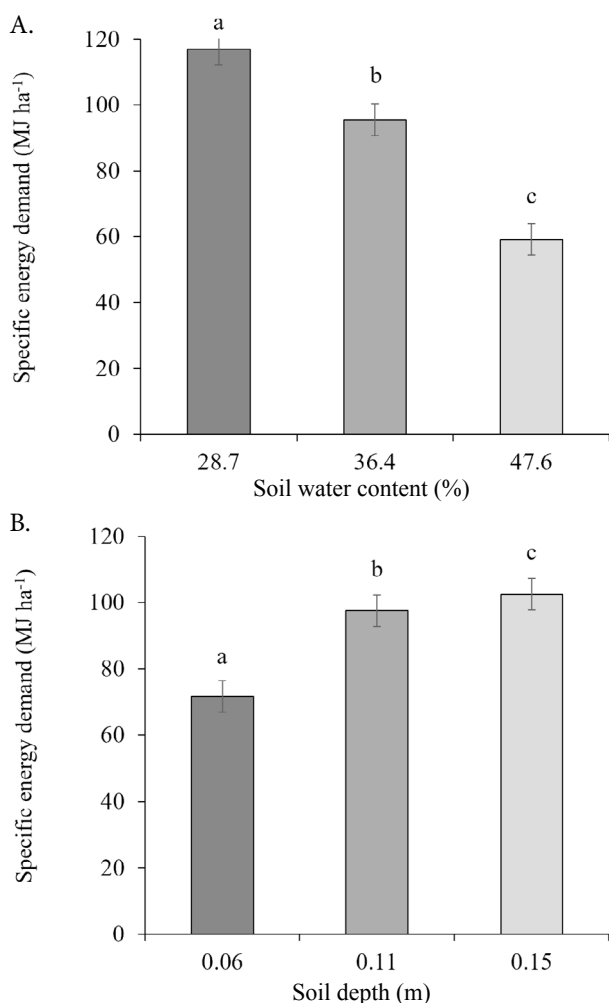 A.
Specific energy demand (MJ ha⁻¹)
120
100
80
60
40
20
0
a
b
c
28.7 36.4 47.6
Soil water content (%)
B.
Specific energy demand (MJ ha⁻¹)
120
100
80
60
40
20
0
a
b
c
0.06 0.11 0.15
Soil depth (m)